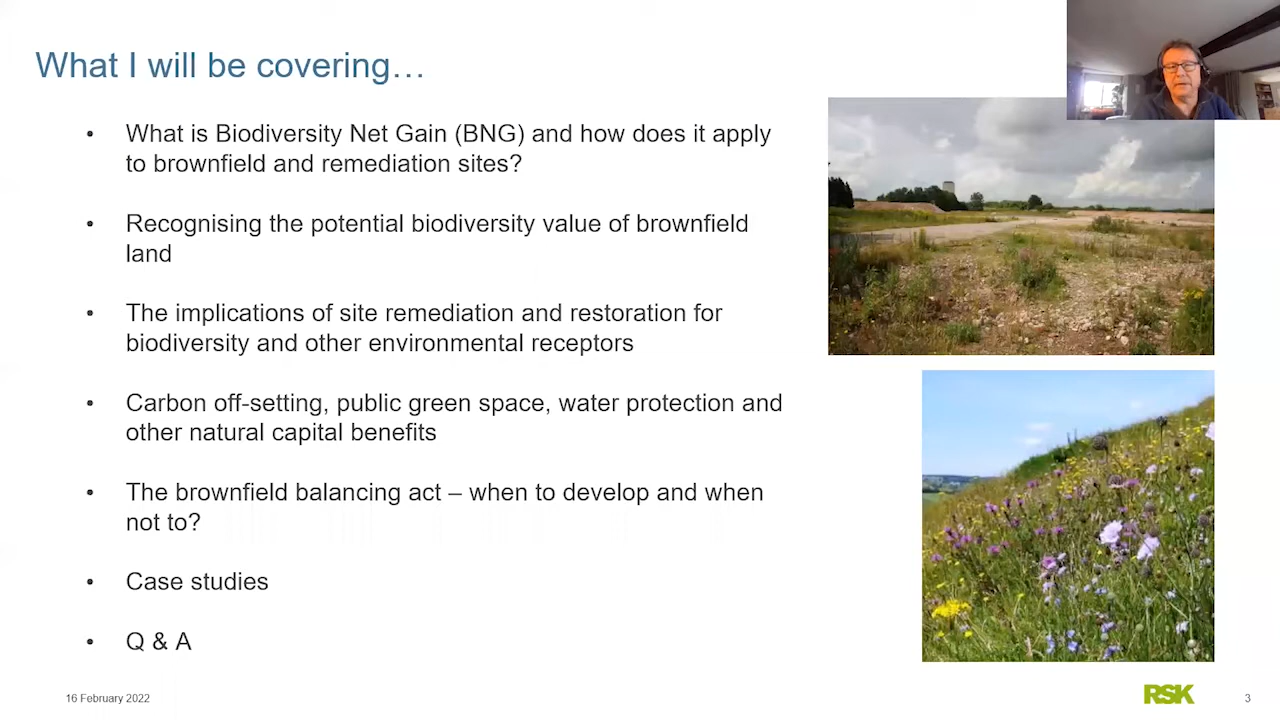 What I will be covering…
• What is Biodiversity Net Gain (BNG) and how does it apply
to brownfield and remediation sites?
• Recognising the potential biodiversity value of brownfield
land
• The implications of site remediation and restoration for
biodiversity and other environmental receptors
• Carbon off-setting, public green space, water protection and
other natural capital benefits
• The brownfield balancing act – when to develop and when
not to?
• Case studies
• Q & A
16 February 2022
RSK
3